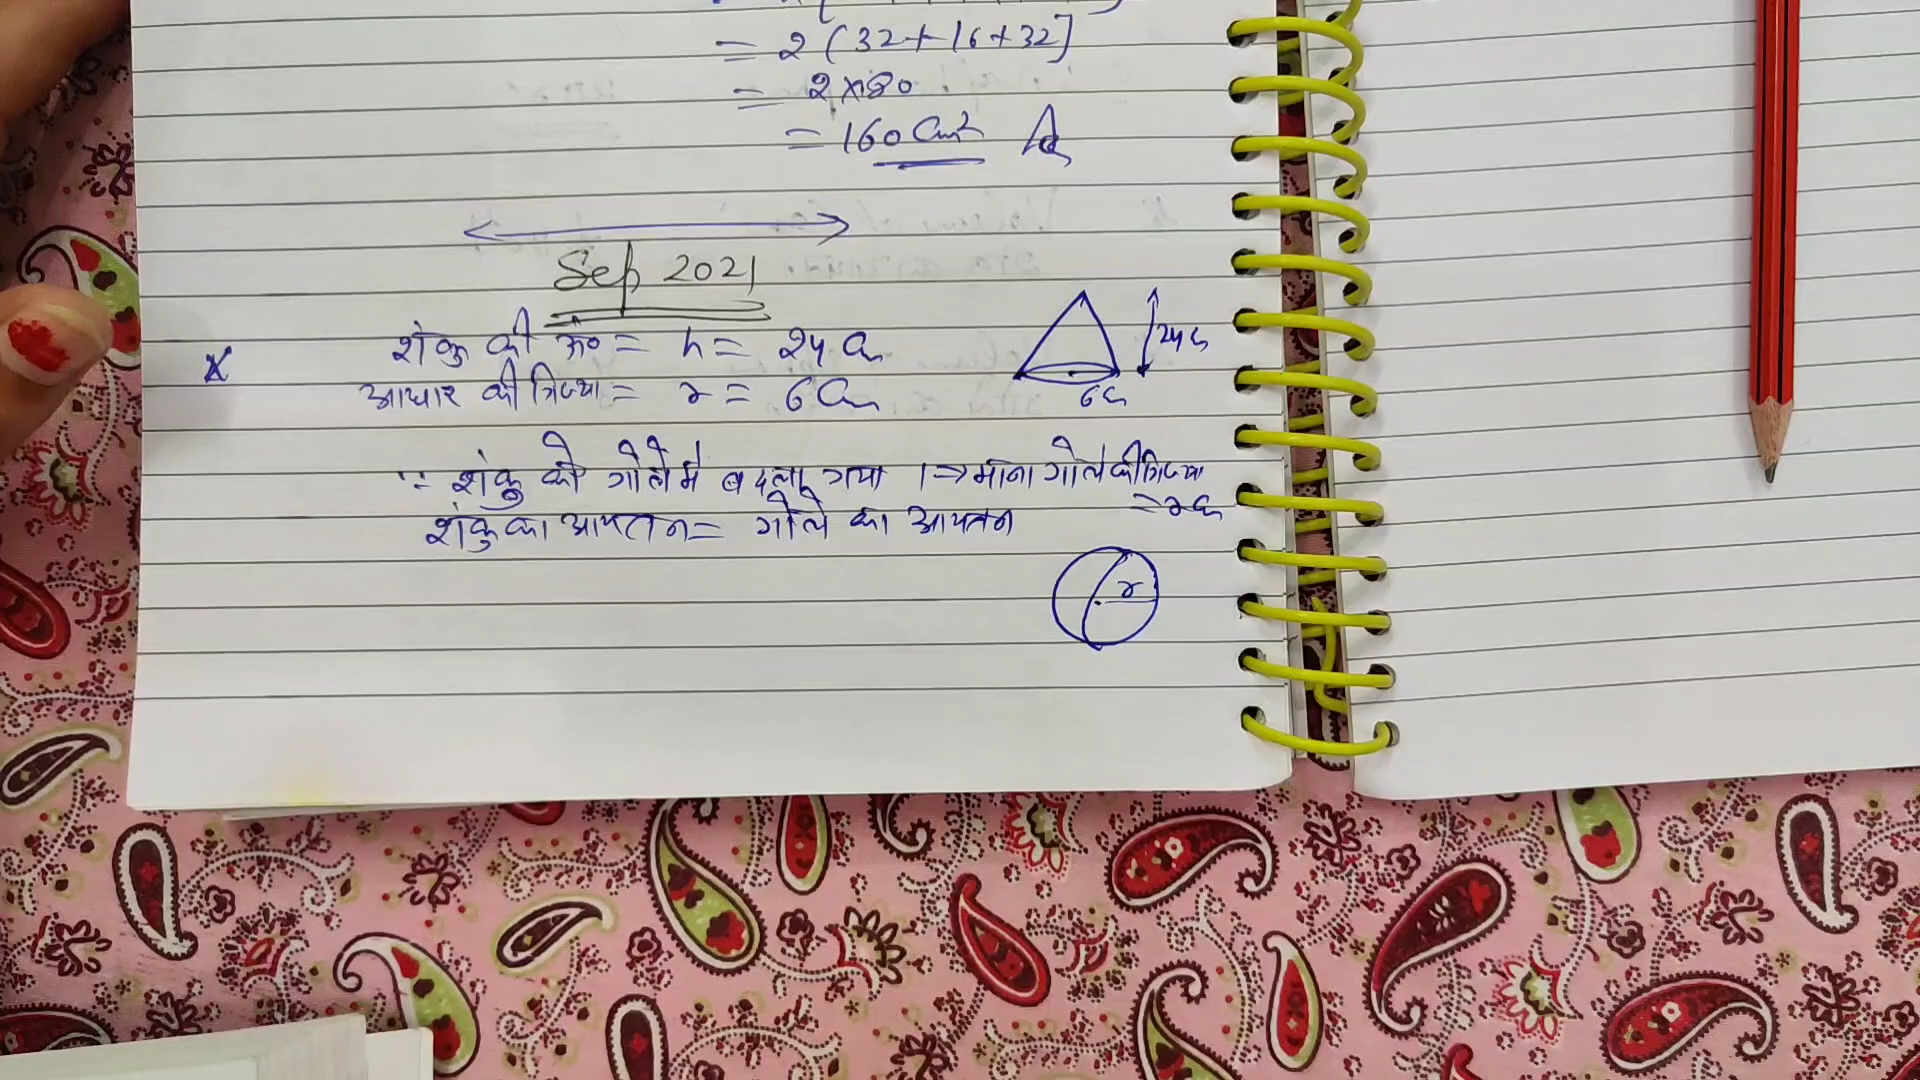 = 2 (32+16+32]
= 2×80
= 160 Cm²
Sep 2021
शंकु की ऊं० = h = 24 Cm
24 Cm
आधार की त्रिज्या = r = 6 Cm
6 Cm
∵ शंकु को गोले में बदला गया । ⇒ माना गोले की त्रिज्या
= r Cm
शंकु का आयतन = गोले का आयतन
r